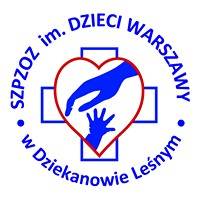 SZPZOZ im. DZIECI WARSZAWY
w Dziekanowie Leśnym